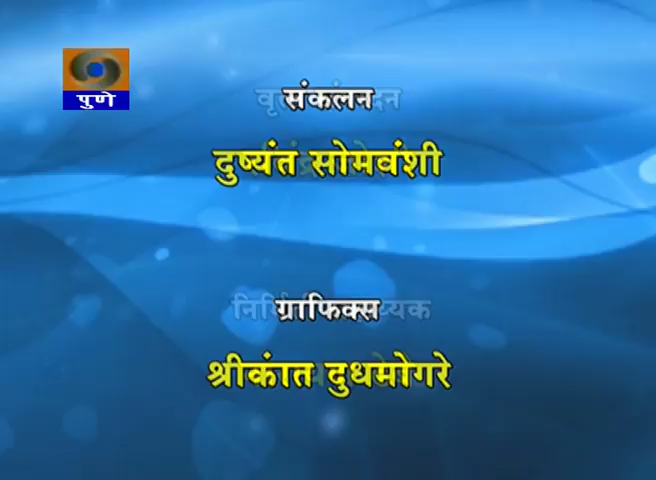 पुणे
संकलन
दुष्यंत सोमवंशी
ग्राफिक्स
श्रीकांत दुधमोगरे